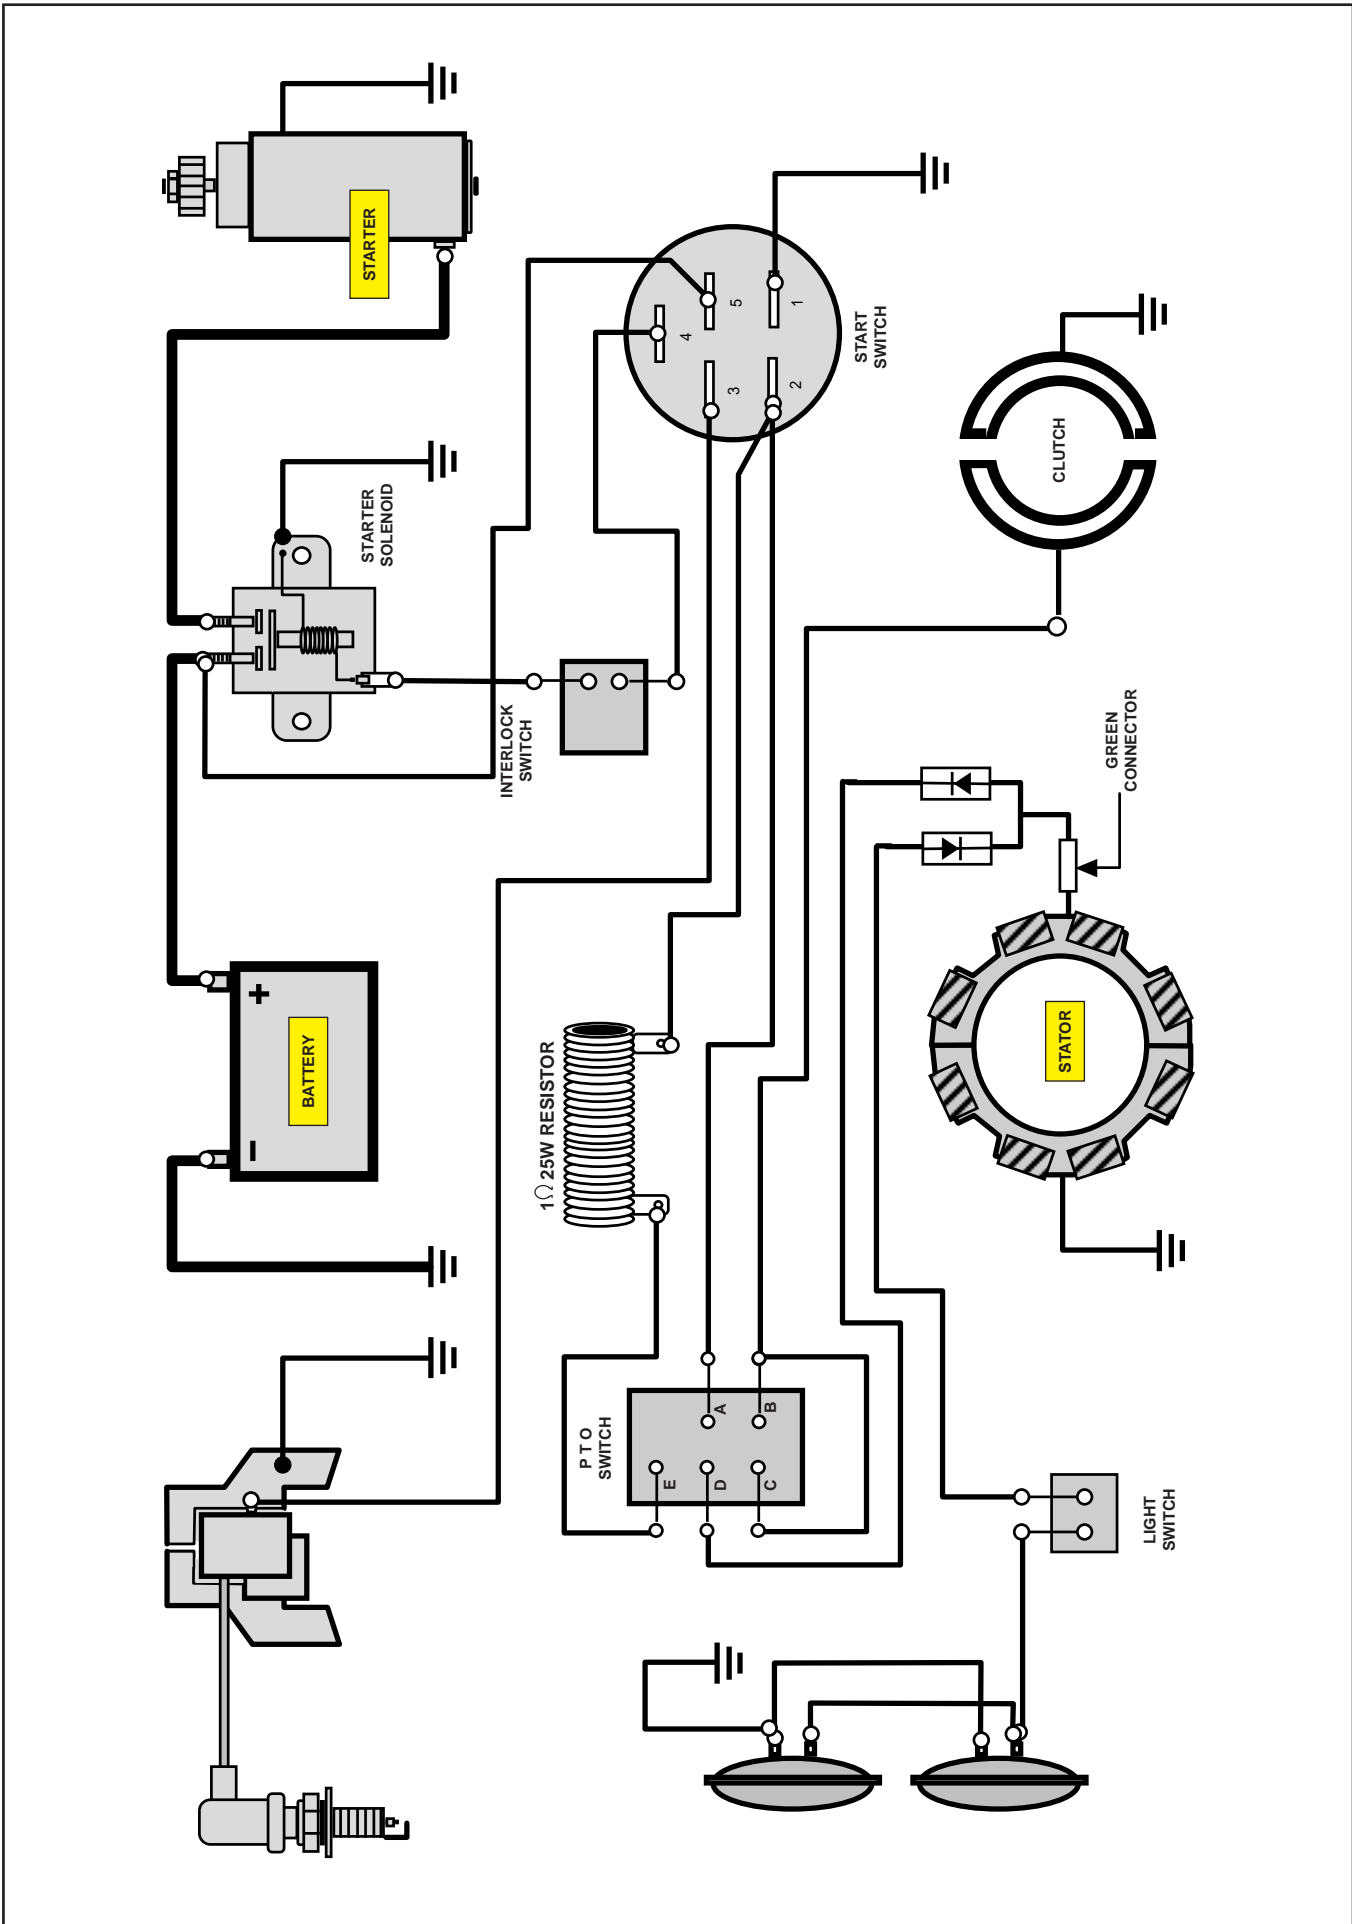 STARTER
STARTER
SOLENOID
5
4
1
3
2
START
SWITCH
CLUTCH
INTERLOCK
SWITCH
GREEN
CONNECTOR
+
BATTERY
−
1Ω 25W RESISTOR
STATOR
P T O
SWITCH
A
B
E
D
C
LIGHT
SWITCH